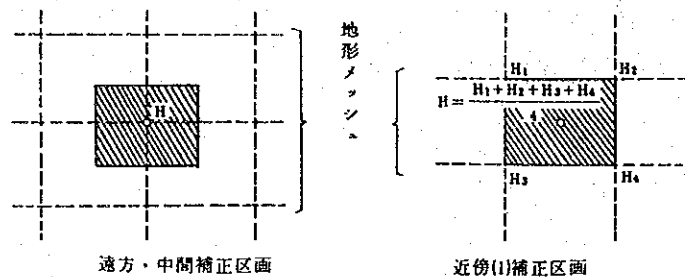 地形メッシュ
H
遠方・中間補正区画
H₁
H₂
H = (H₁+H₂+H₃+H₄)/4
H₃
H₄
近傍(1)補正区画